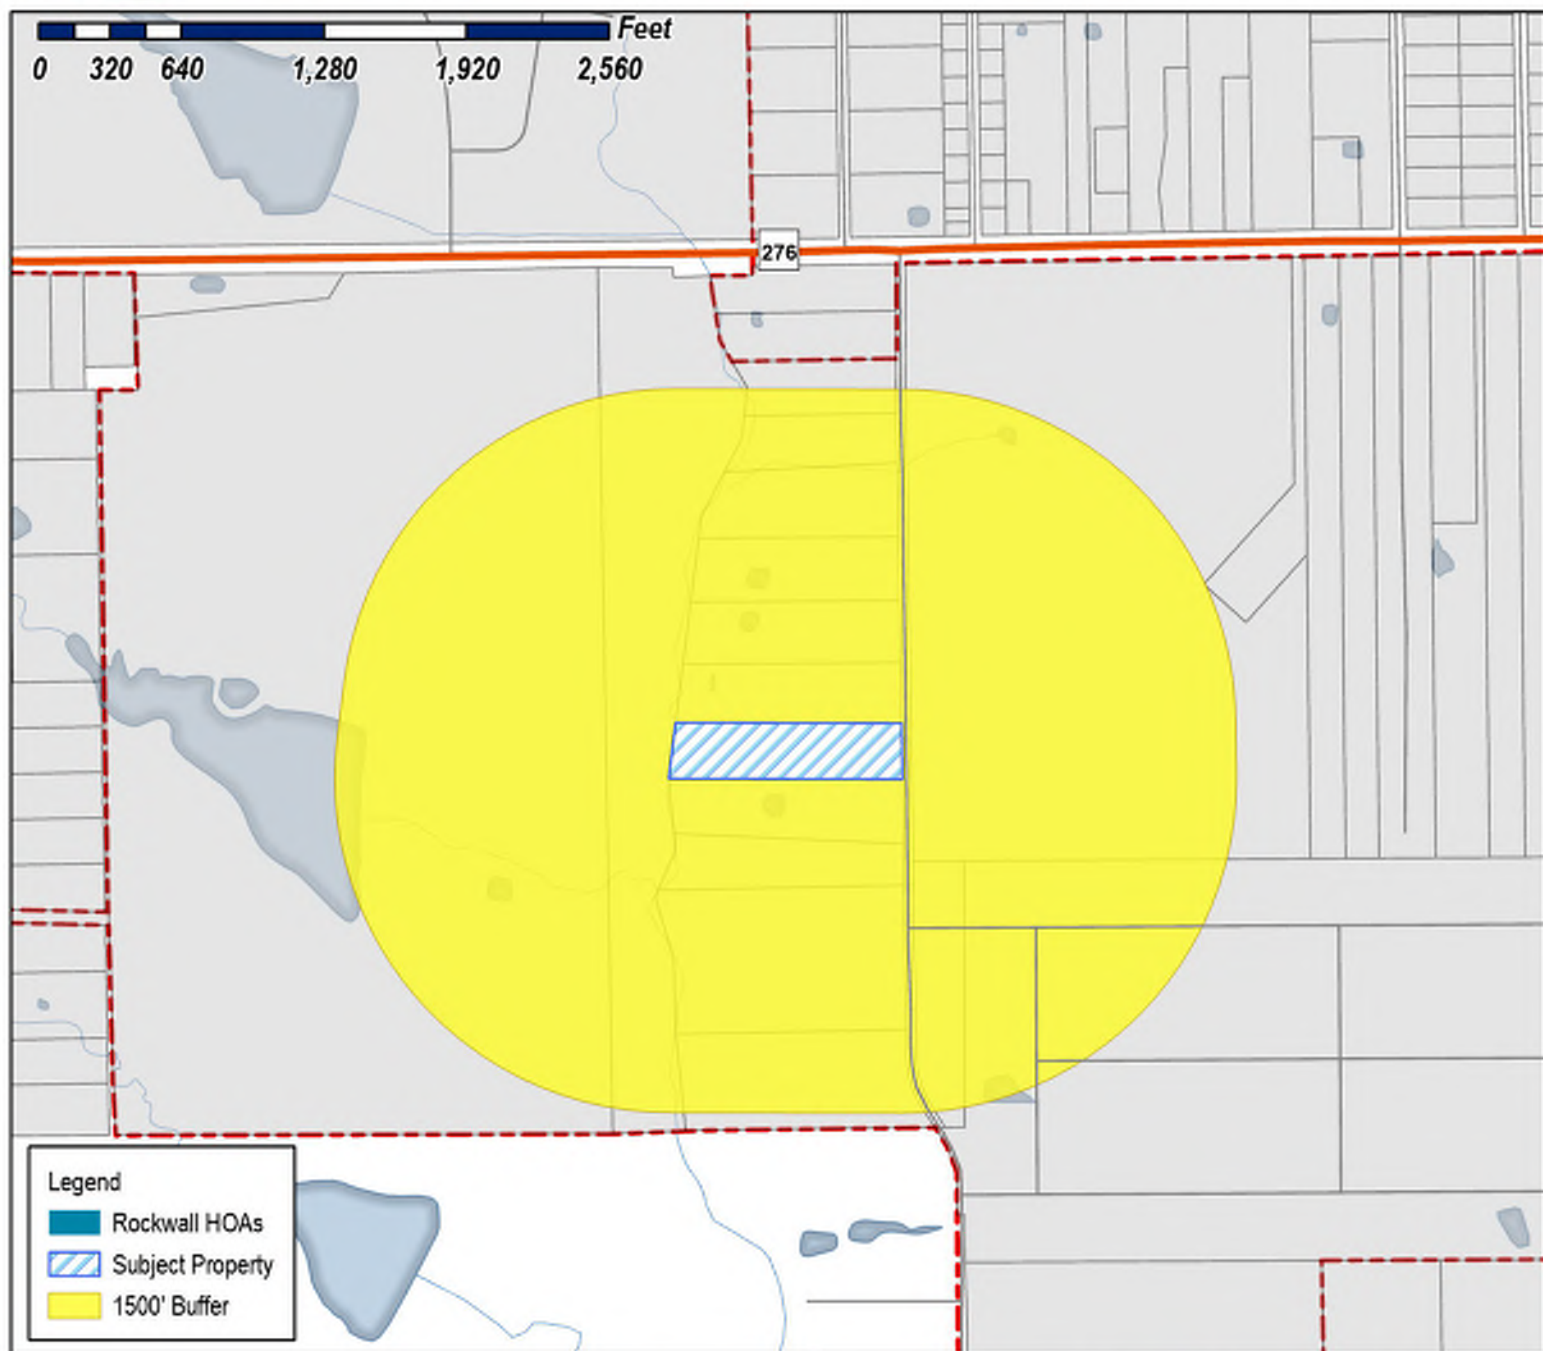 Feet
0 320 640 1,280 1,920 2,560
276
Legend
Rockwall HOAs
Subject Property
1500' Buffer